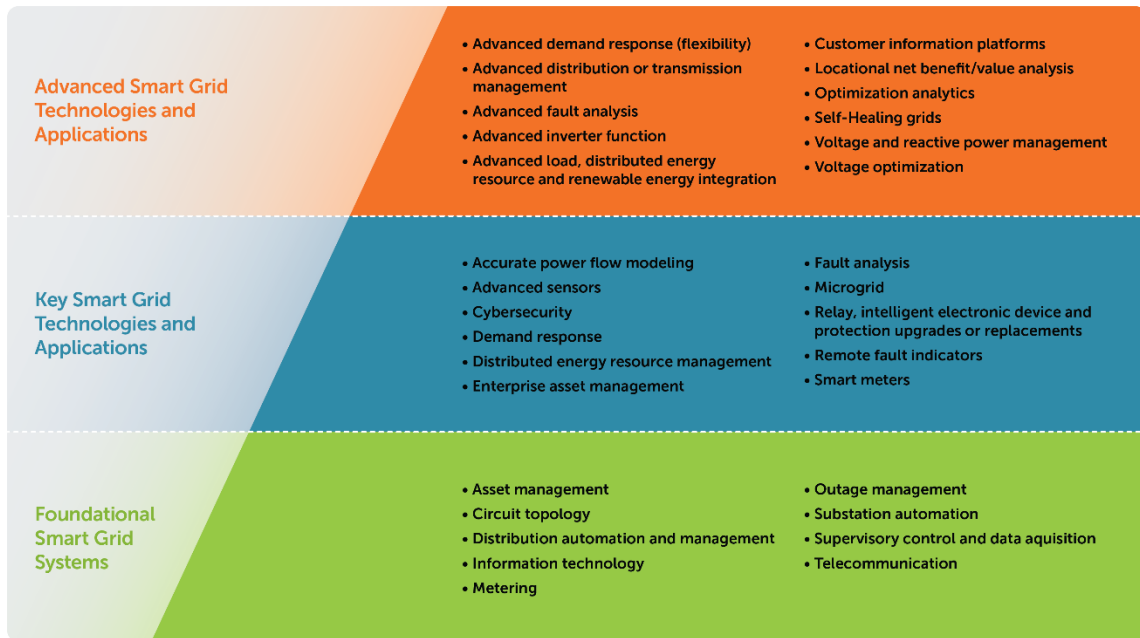 Advanced Smart Grid
Technologies and
Applications
• Advanced demand response (flexibility)
• Advanced distribution or transmission
management
• Advanced fault analysis
• Advanced inverter function
• Advanced load, distributed energy
resource and renewable energy integration
• Customer information platforms
• Locational net benefit/value analysis
• Optimization analytics
• Self-Healing grids
• Voltage and reactive power management
• Voltage optimization
Key Smart Grid
Technologies and
Applications
• Accurate power flow modeling
• Advanced sensors
• Cybersecurity
• Demand response
• Distributed energy resource management
• Enterprise asset management
• Fault analysis
• Microgrid
• Relay, intelligent electronic device and
protection upgrades or replacements
• Remote fault indicators
• Smart meters
Foundational
Smart Grid
Systems
• Asset management
• Circuit topology
• Distribution automation and management
• Information technology
• Metering
• Outage management
• Substation automation
• Supervisory control and data aquisition
• Telecommunication